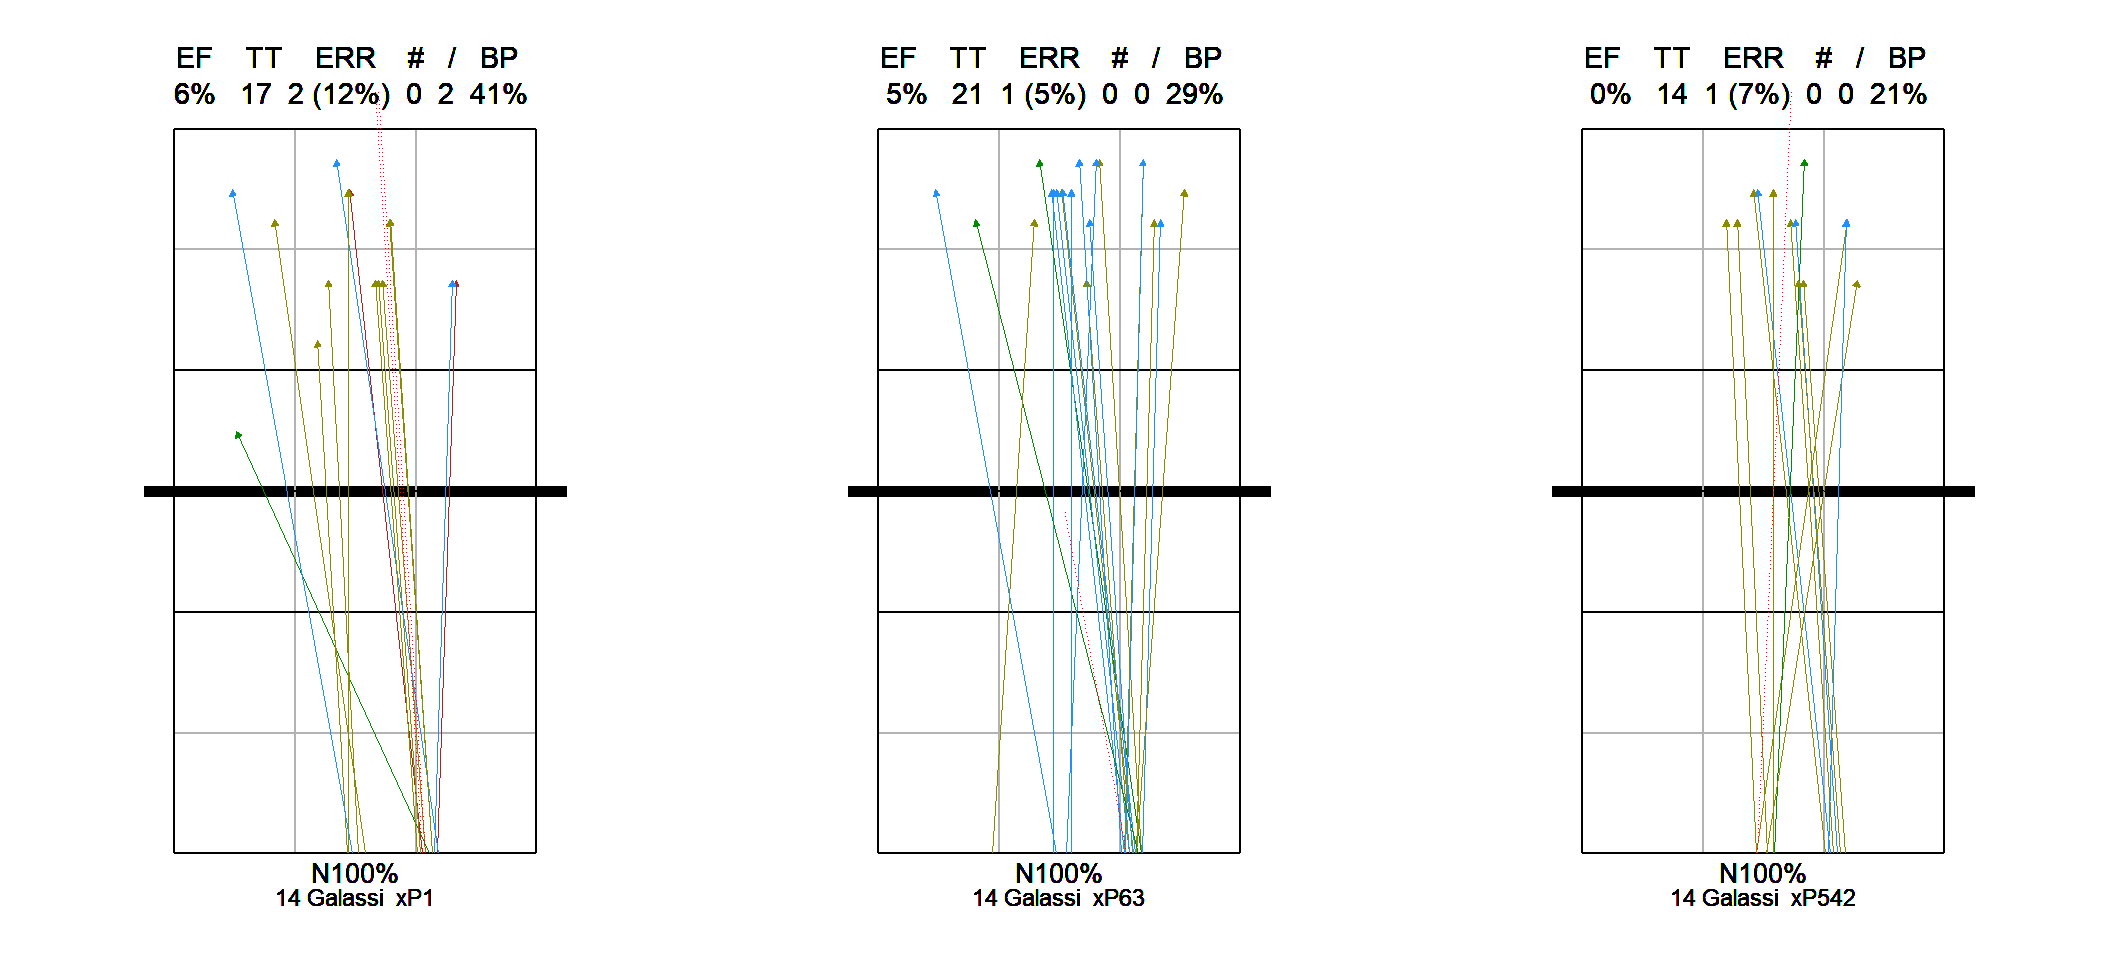 EF TT ERR # / BP
6% 17 2 (12%) 0 2 41%
N100%
14 Galassi xP1
EF TT ERR # / BP
5% 21 1 (5%) 0 0 29%
N100%
14 Galassi xP63
EF TT ERR # / BP
0% 14 1 (7%) 0 0 21%
N100%
14 Galassi xP542